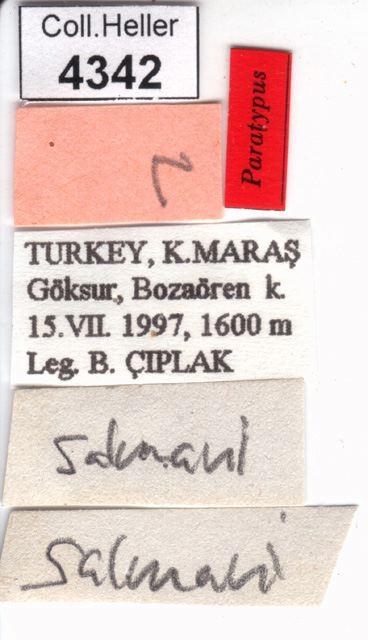 Coll.Heller
4342
Paratypus
TURKEY, K.MARAŞ
Göksur, Bozaören k.
15.VII. 1997, 1600 m
Leg. B. ÇIPLAK
salmani
salmani